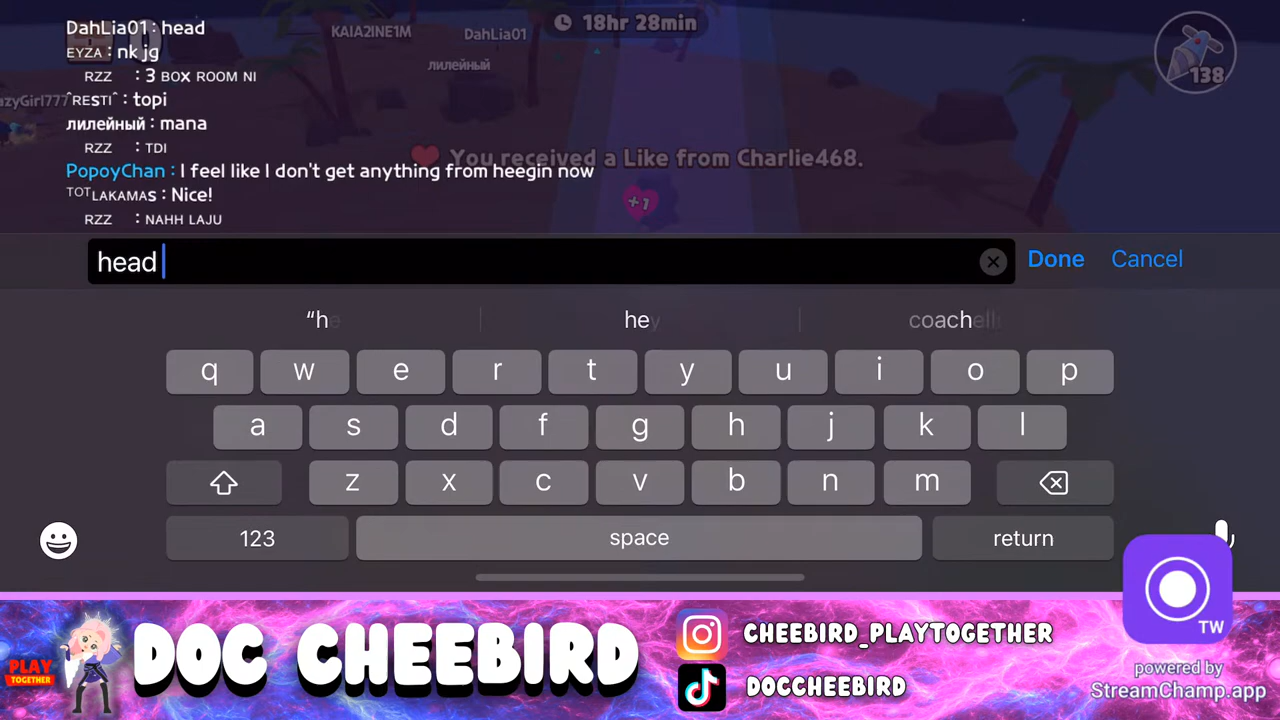 DahLia01 : head
EYZA : nk jg
RZZ : 3 BOX ROOM NI
^RESTI^ : topi
лилейный : mana
RZZ : TDI
PopoyChan : I feel like I don't get anything from heegin now
TOTLAKAMAS : Nice!
RZZ : NAHH LAJU
KAIA2INE1M
DahLia01
лилейный
18hr 28min
138
You received a Like from Charlie468.
+1
head
Done
Cancel
“he
hey
q w e r t y u i o p
a s d f g h j k l
z x c v b n m
123
space
return
TW
PLAY
TOGETHER
DOC CHEEBIRD
CHEEBIRD_PLAYTOGETHER
DOCCHEEBIRD
powered by
StreamChamp.app